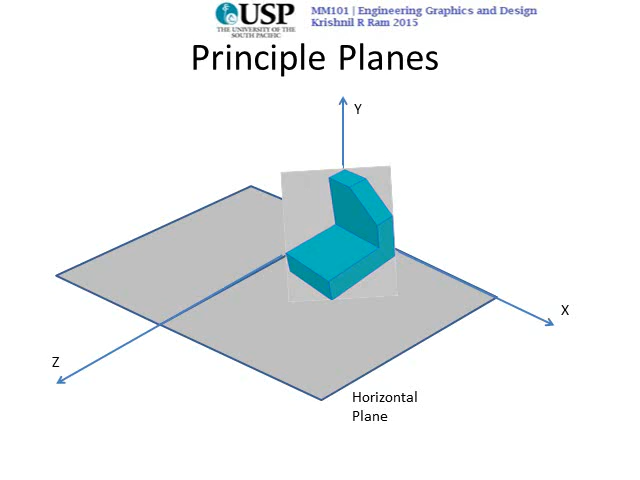 USP
THE UNIVERSITY OF THE
SOUTH PACIFIC
MM101 | Engineering Graphics and Design
Krishnil R Ram 2015
Principle Planes
Y
X
Z
Horizontal
Plane